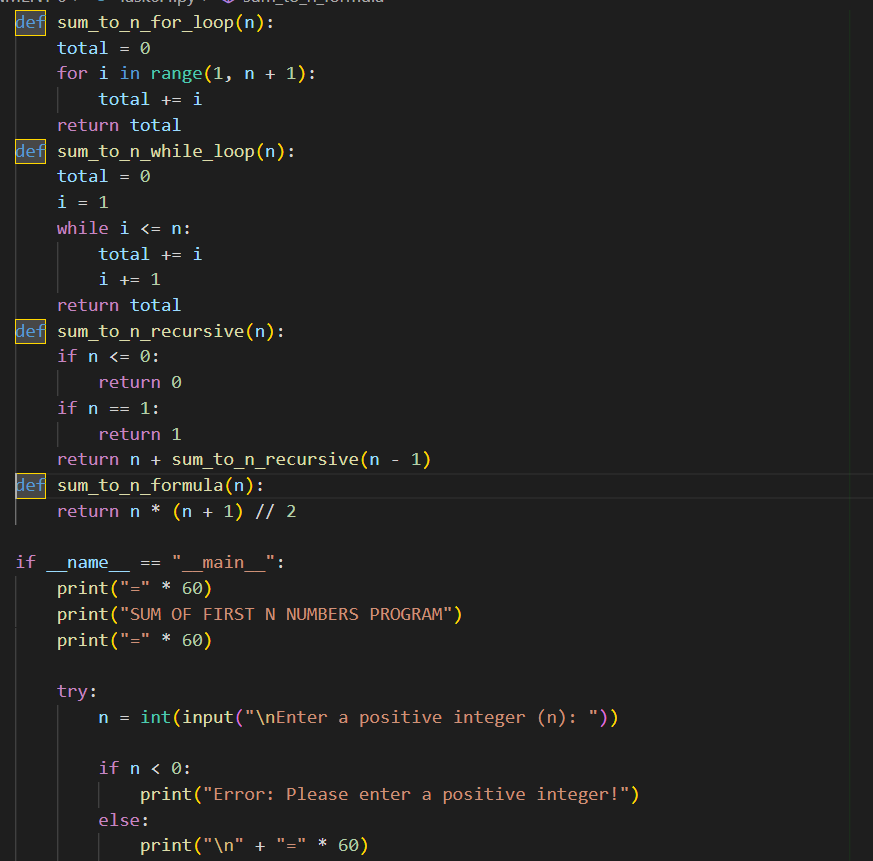 sum_to_n_formula
def sum_to_n_for_loop(n):
    total = 0
    for i in range(1, n + 1):
        total += i
    return total
def sum_to_n_while_loop(n):
    total = 0
    i = 1
    while i <= n:
        total += i
        i += 1
    return total
def sum_to_n_recursive(n):
    if n <= 0:
        return 0
    if n == 1:
        return 1
    return n + sum_to_n_recursive(n - 1)
def sum_to_n_formula(n):
    return n * (n + 1) // 2
if __name__ == "__main__":
    print("=" * 60)
    print("SUM OF FIRST N NUMBERS PROGRAM")
    print("=" * 60)
    try:
        n = int(input("\nEnter a positive integer (n): "))
        if n < 0:
            print("Error: Please enter a positive integer!")
        else:
            print("\n" + "=" * 60)